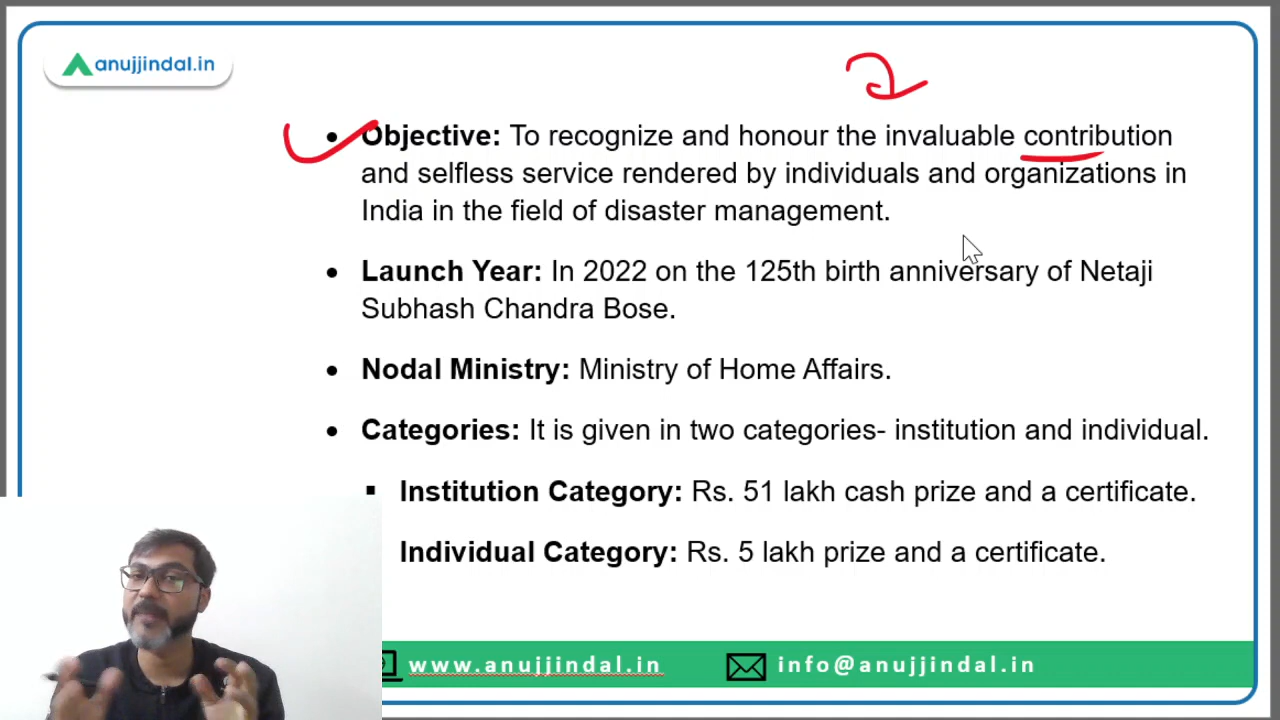 anujjindal.in
2
• Objective: To recognize and honour the invaluable contribution
and selfless service rendered by individuals and organizations in
India in the field of disaster management.
• Launch Year: In 2022 on the 125th birth anniversary of Netaji
Subhash Chandra Bose.
• Nodal Ministry: Ministry of Home Affairs.
• Categories: It is given in two categories- institution and individual.
▪ Institution Category: Rs. 51 lakh cash prize and a certificate.
Individual Category: Rs. 5 lakh prize and a certificate.
www.anujjindal.in
info@anujjindal.in